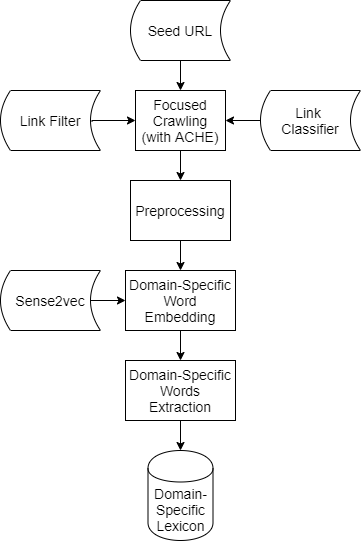 Seed URL
Link Filter
Focused
Crawling
(with ACHE)
Link
Classifier
Preprocessing
Sense2vec
Domain-Specific
Word
Embedding
Domain-Specific
Words
Extraction
Domain-
Specific
Lexicon